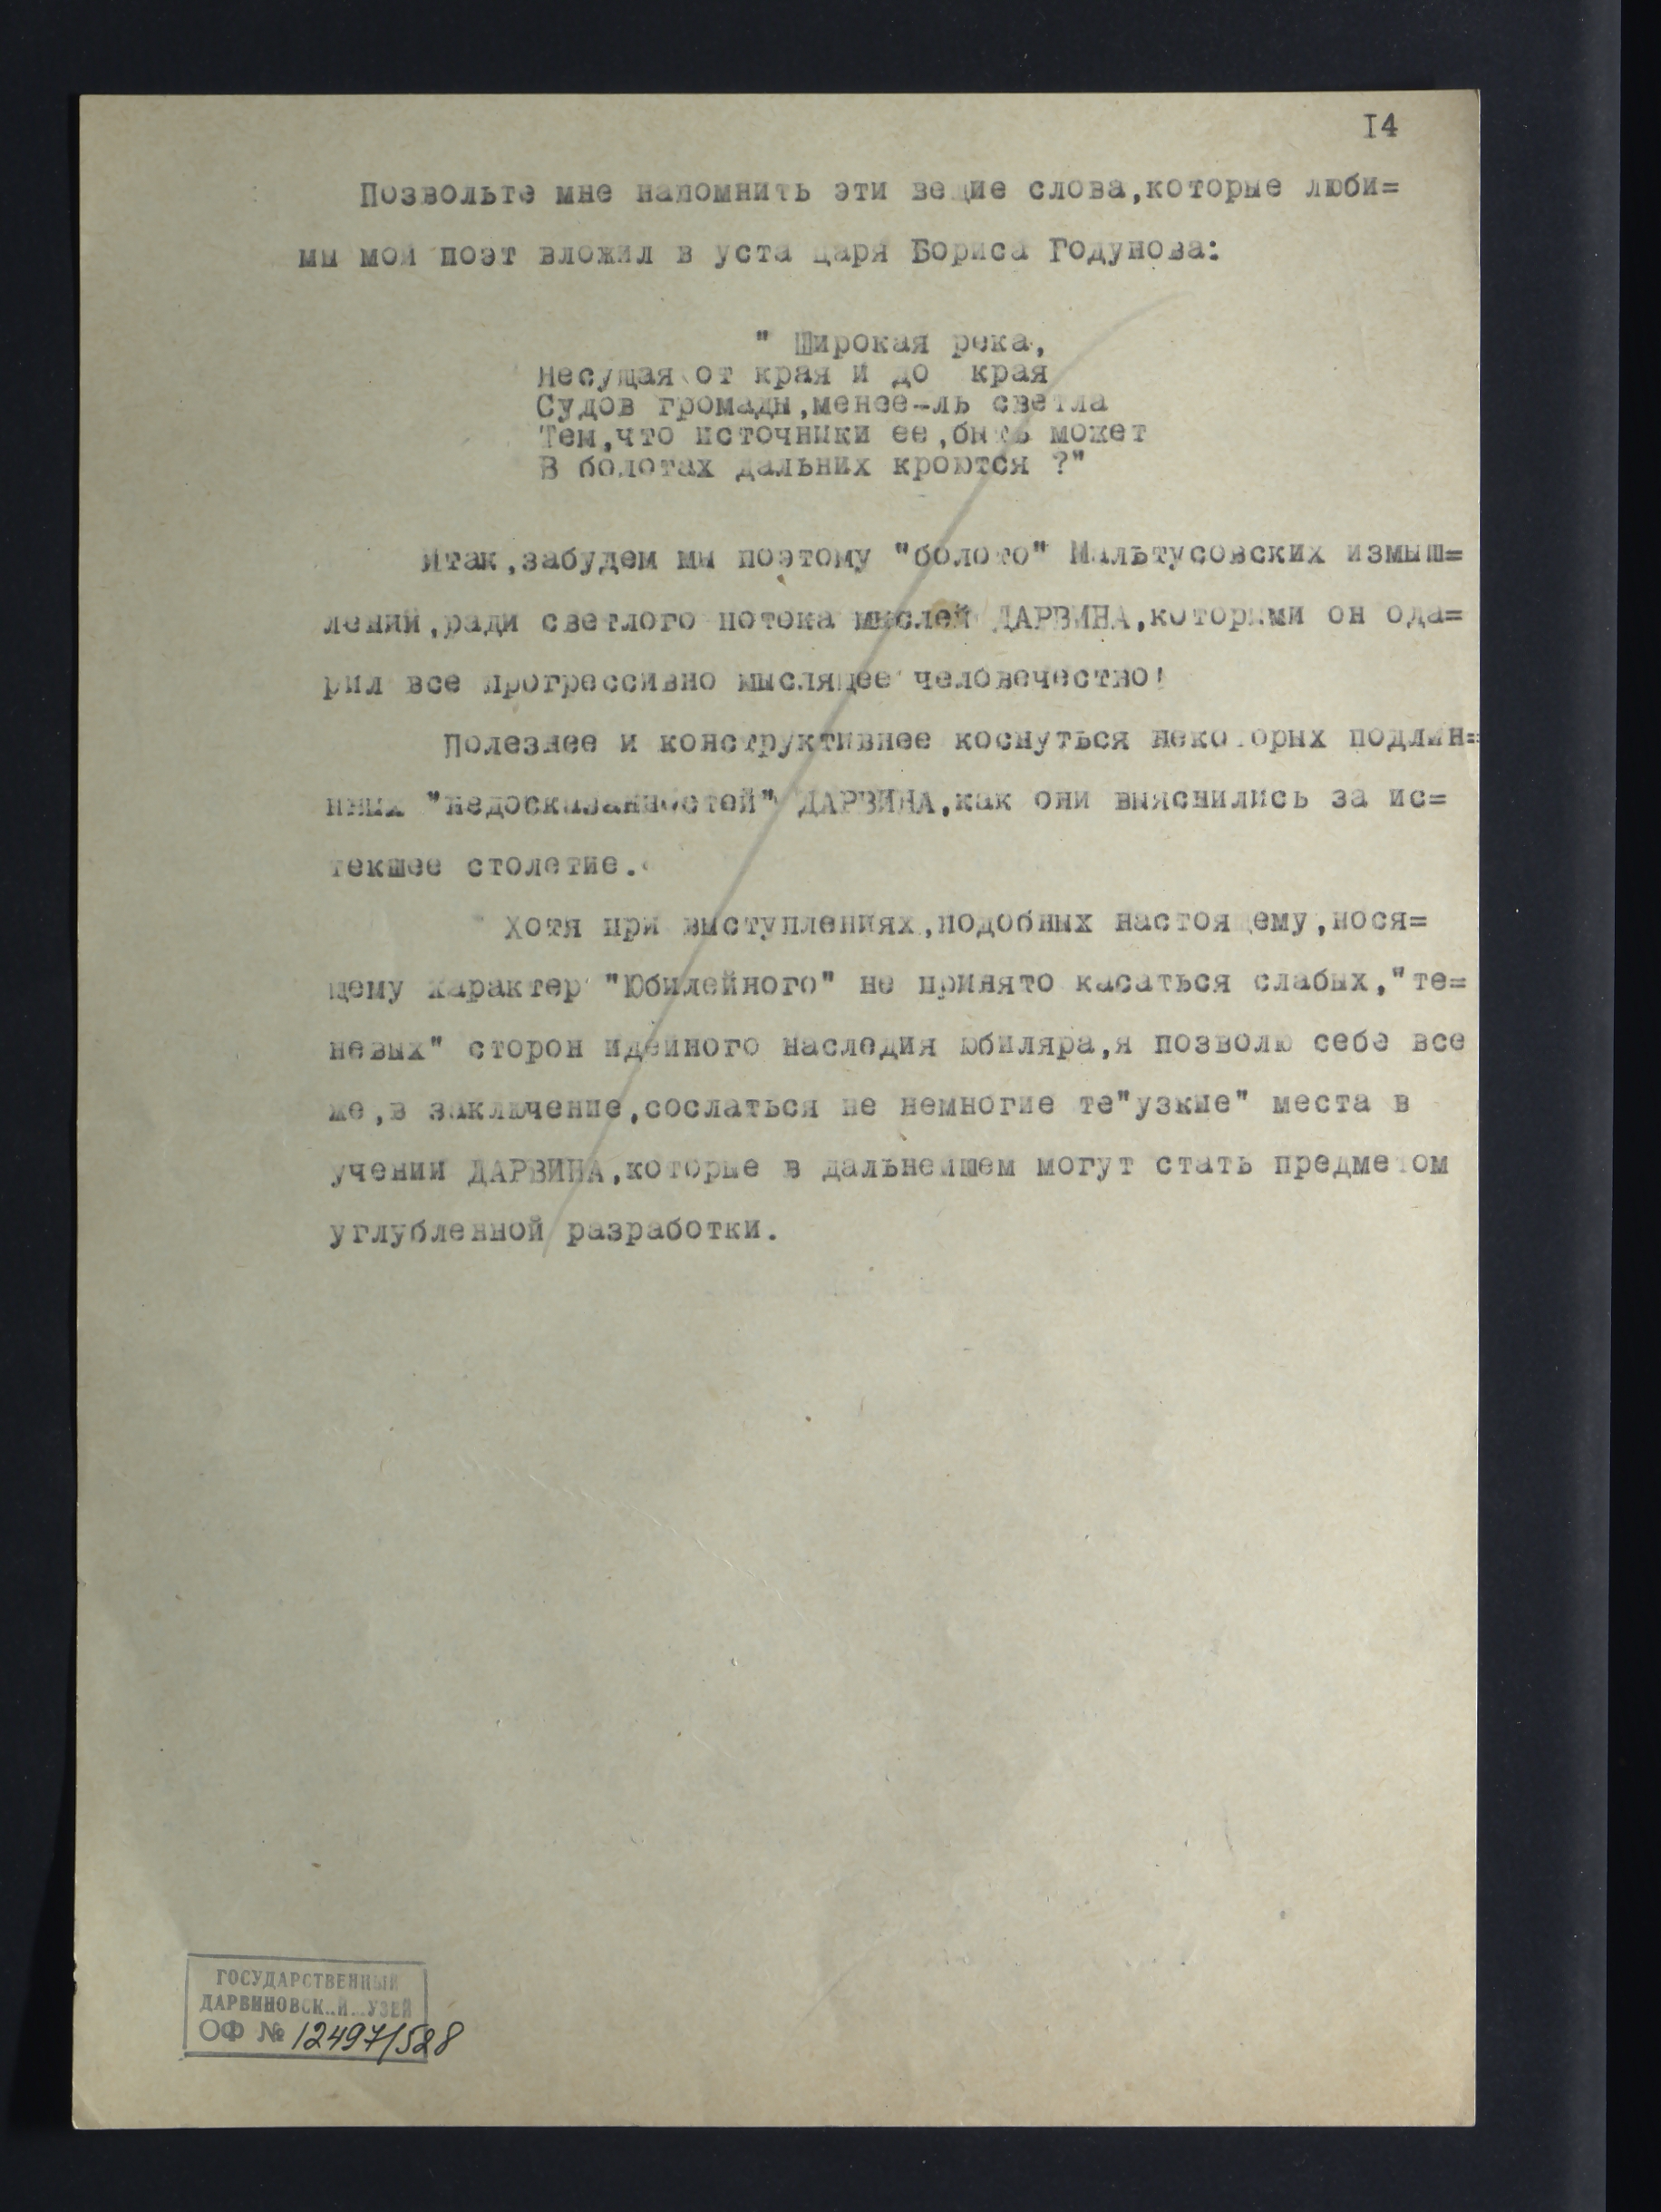 I4
Позвольте мне напомнить эти вещие слова,которые люби=
мы мой поэт вложил в уста царя Бориса Годунова:
" Широкая река,
Несущая от края и до края
Судов громады,менее-ль светла
Тем,что источники ее,быть может
В болотах дальних кроются ?"
Итак,забудем мы поэтому "болото" Мальтусовских измыш=
лений,ради светлого потока мыслей ДАРВИНА,которыми он ода=
рил все прогрессивно мыслящее человечество!
Полезнее и конструктивнее коснуться некоторых подлин=
нных "недосказанностей" ДАРВИНА,как они выяснились за ис=
текшее столетие.
Хотя при выступлениях,подобных настоящему,нося=
щему характер "Юбилейного" не принято касаться слабых,"те=
невых" сторон идейного наследия юбиляра,я позволю себе все
же,в заключение,сослаться не немногие те"узкие" места в
учении ДАРВИНА,которые в дальнейшем могут стать предметом
углубленной разработки.
ГОСУДАРСТВЕННЫЙ
ДАРВИНОВСКИЙ МУЗЕЙ
ОФ № 12497/528